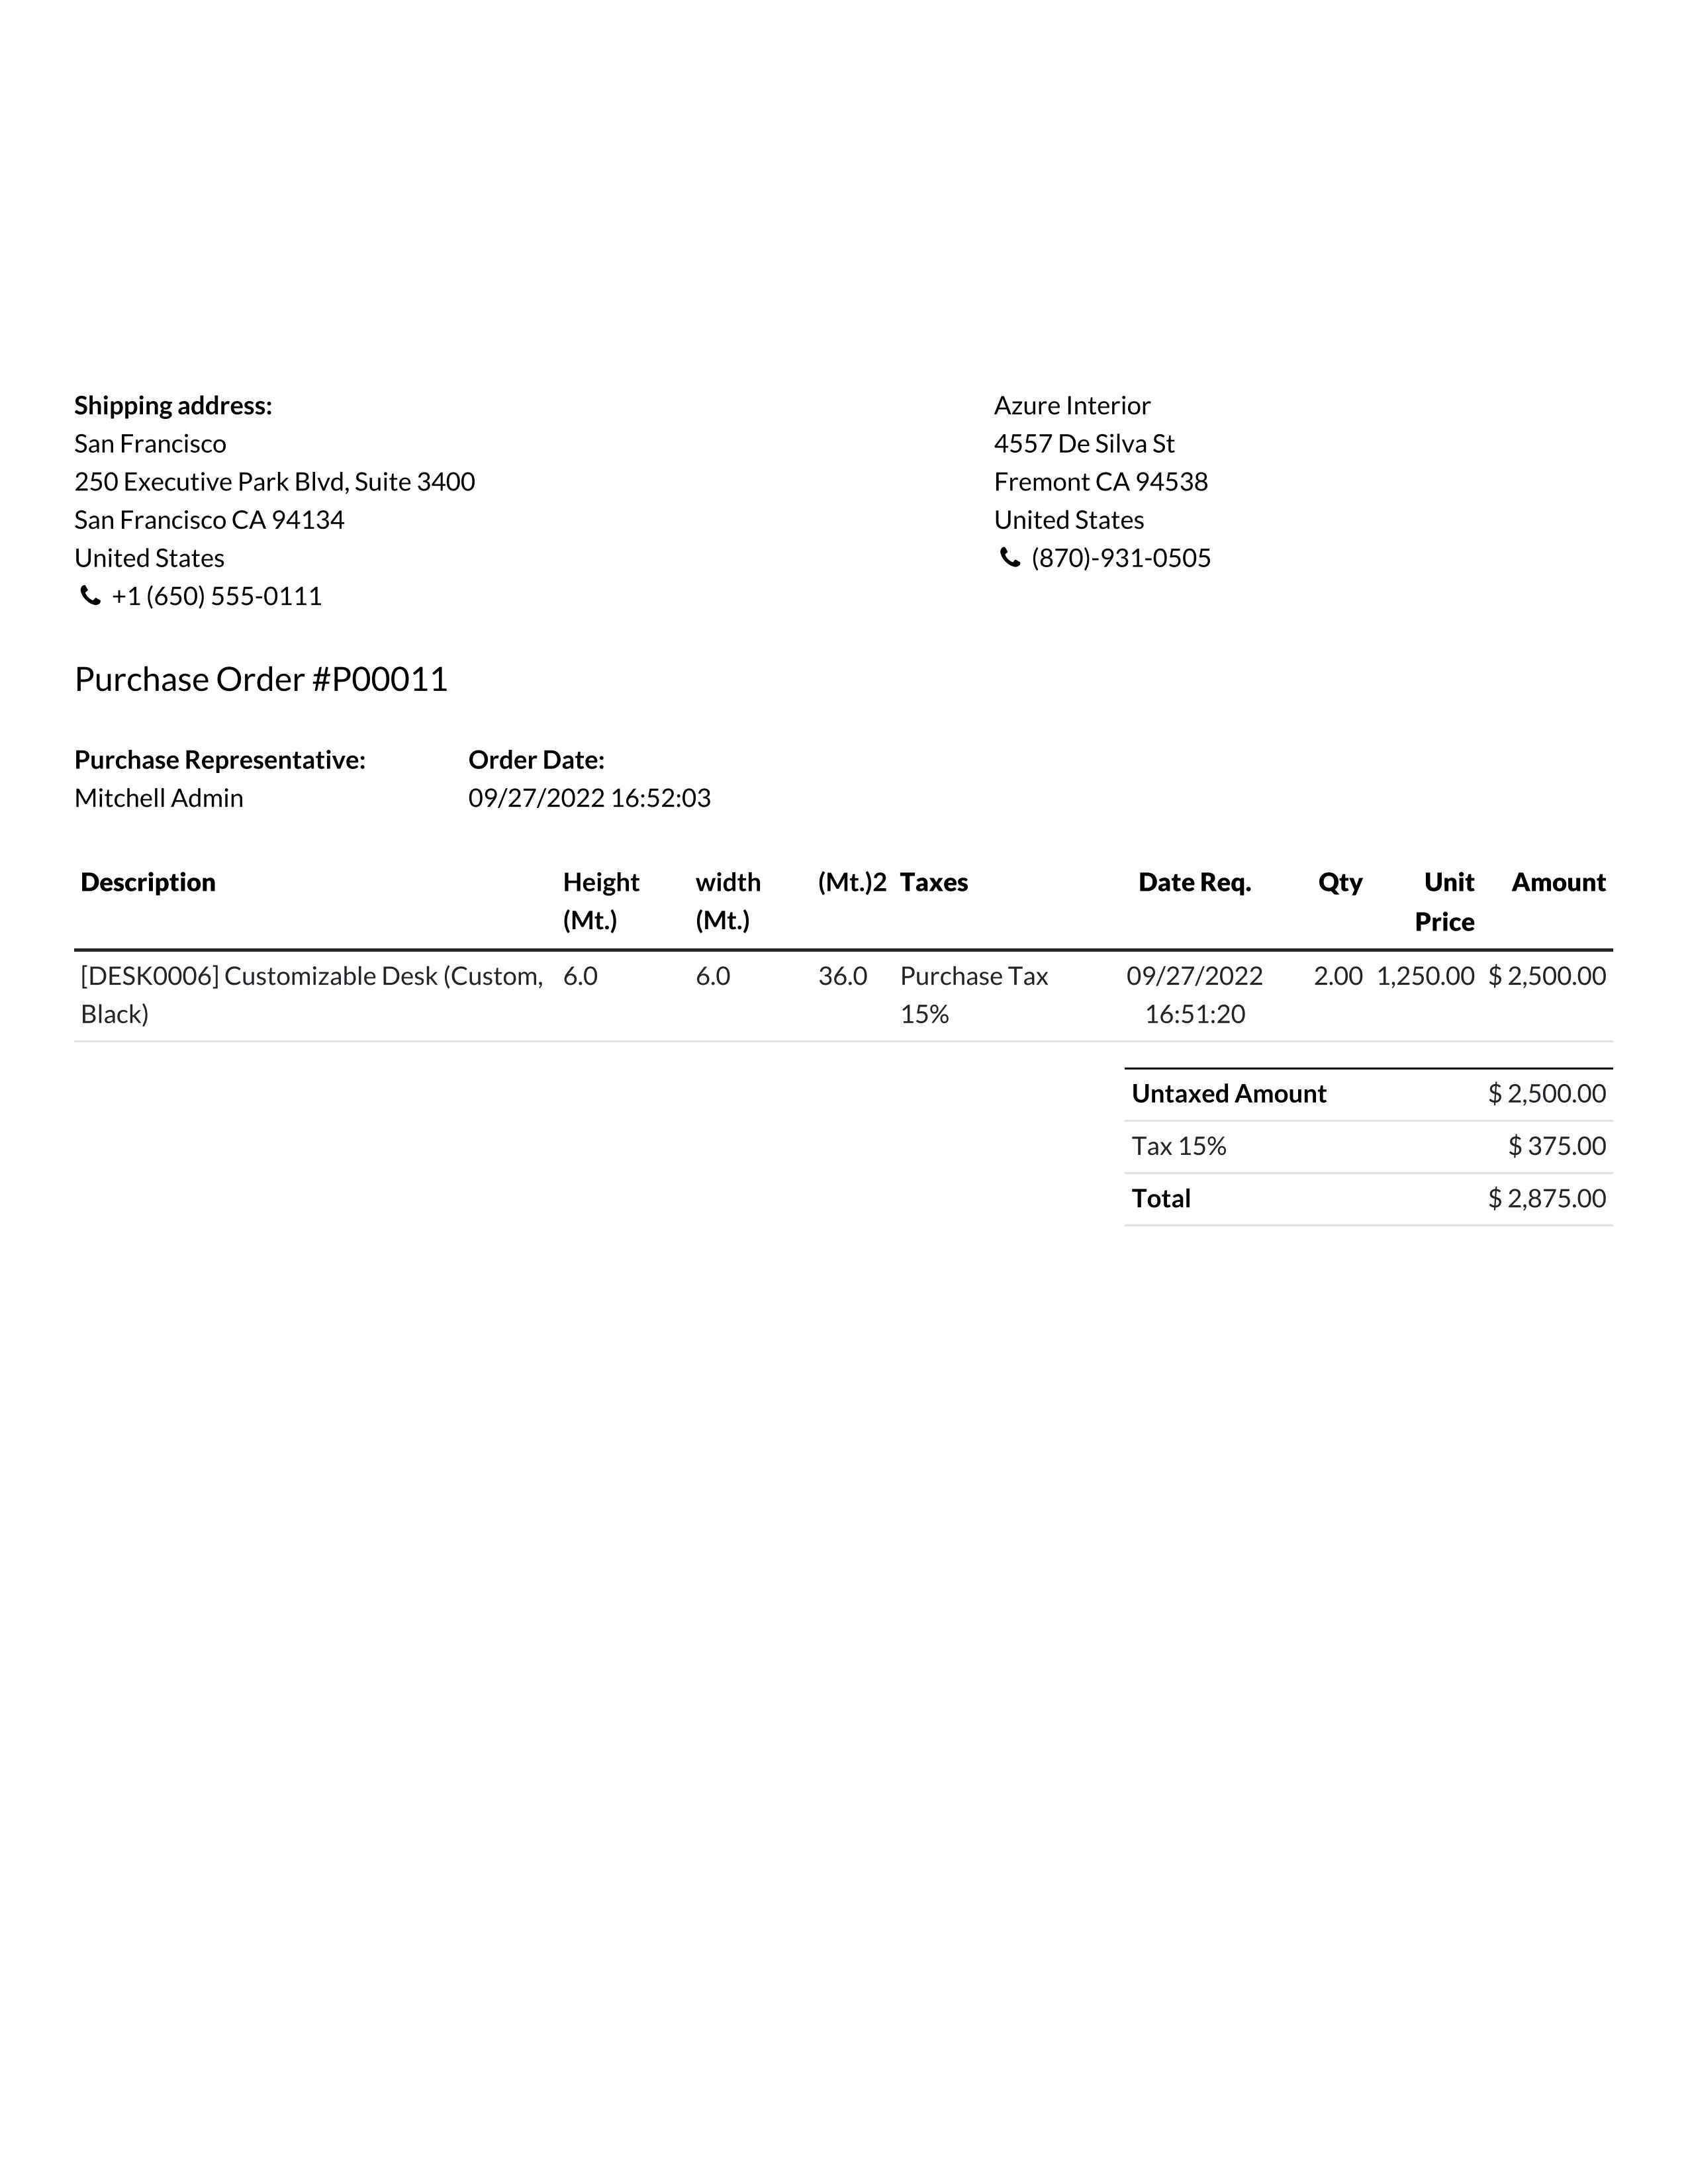 Shipping address:
San Francisco
250 Executive Park Blvd, Suite 3400
San Francisco CA 94134
United States
+1 (650) 555-0111
Azure Interior
4557 De Silva St
Fremont CA 94538
United States
(870)-931-0505
Purchase Order #P00011
Purchase Representative:
Mitchell Admin
Order Date:
09/27/2022 16:52:03
Description Height (Mt.) width (Mt.) (Mt.)2 Taxes Date Req. Qty Unit Price Amount
[DESK0006] Customizable Desk (Custom, 6.0 6.0 36.0 Purchase Tax 09/27/2022 2.00 1,250.00 $ 2,500.00
Black) 15% 16:51:20
Untaxed Amount $ 2,500.00
Tax 15% $ 375.00
Total $ 2,875.00